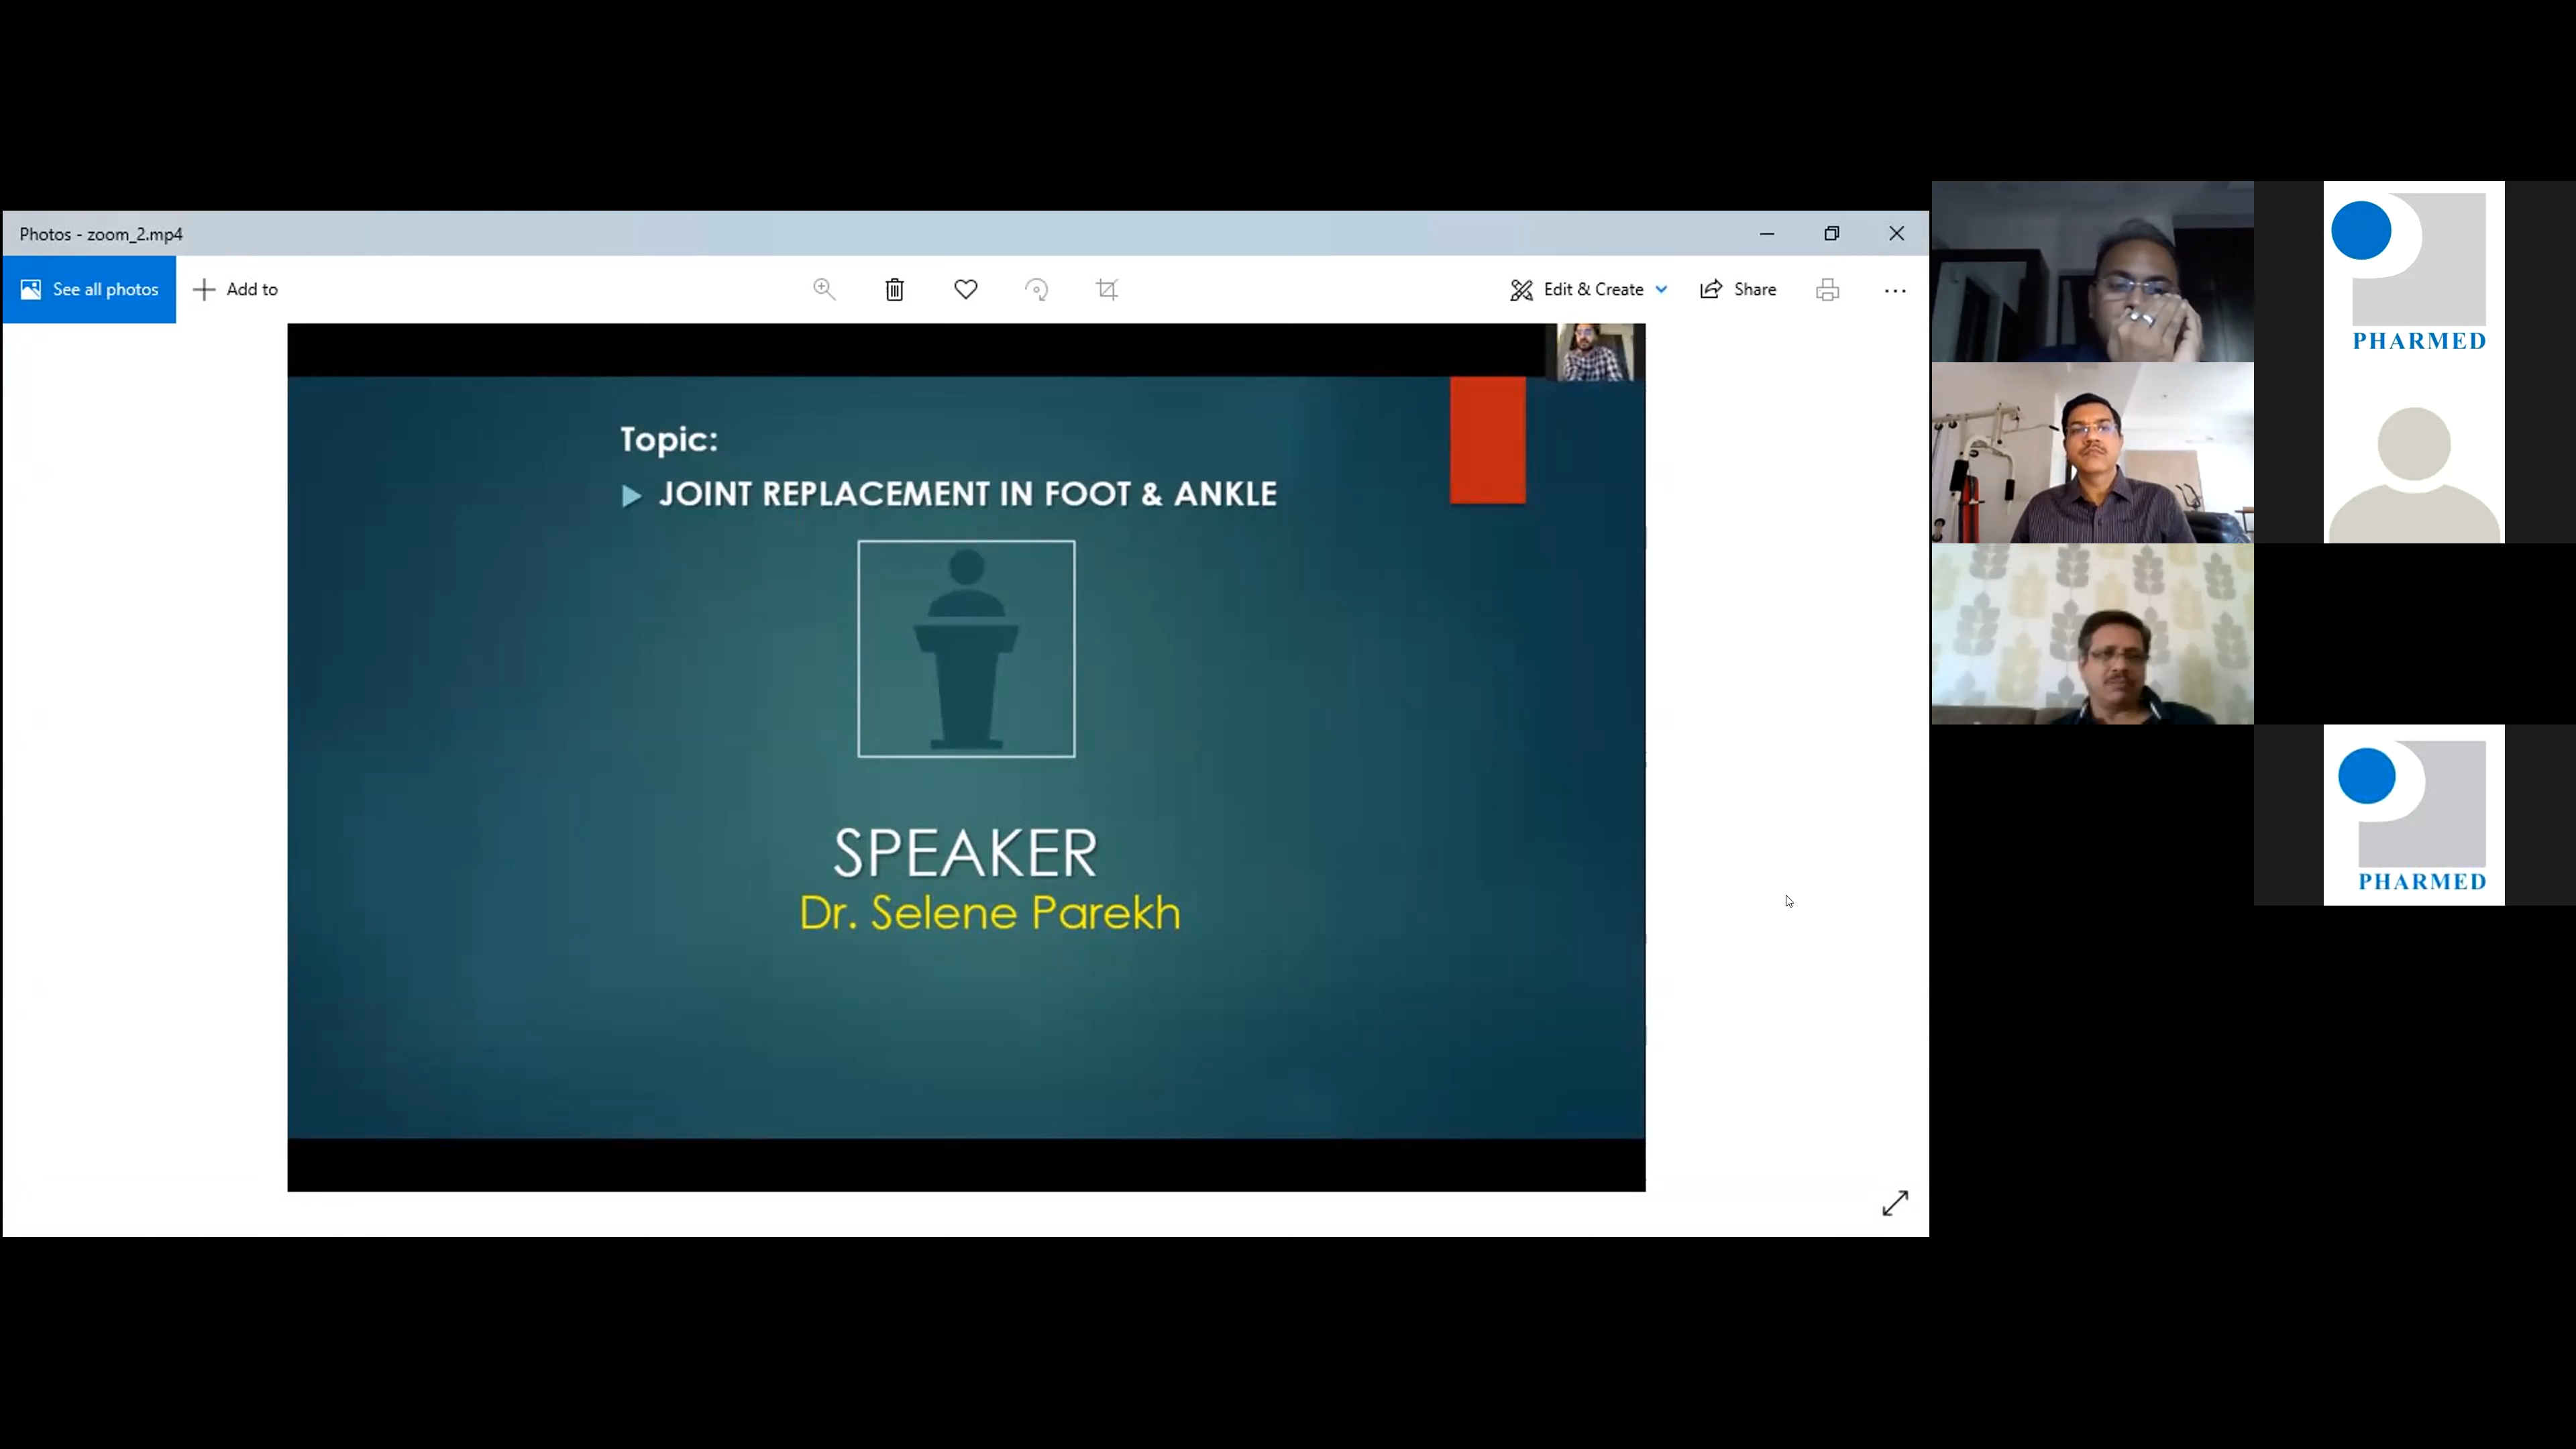 Photos - zoom_2.mp4
See all photos
Add to
Edit & Create
Share
Topic:
JOINT REPLACEMENT IN FOOT & ANKLE
SPEAKER
Dr. Selene Parekh
PHARMED
PHARMED